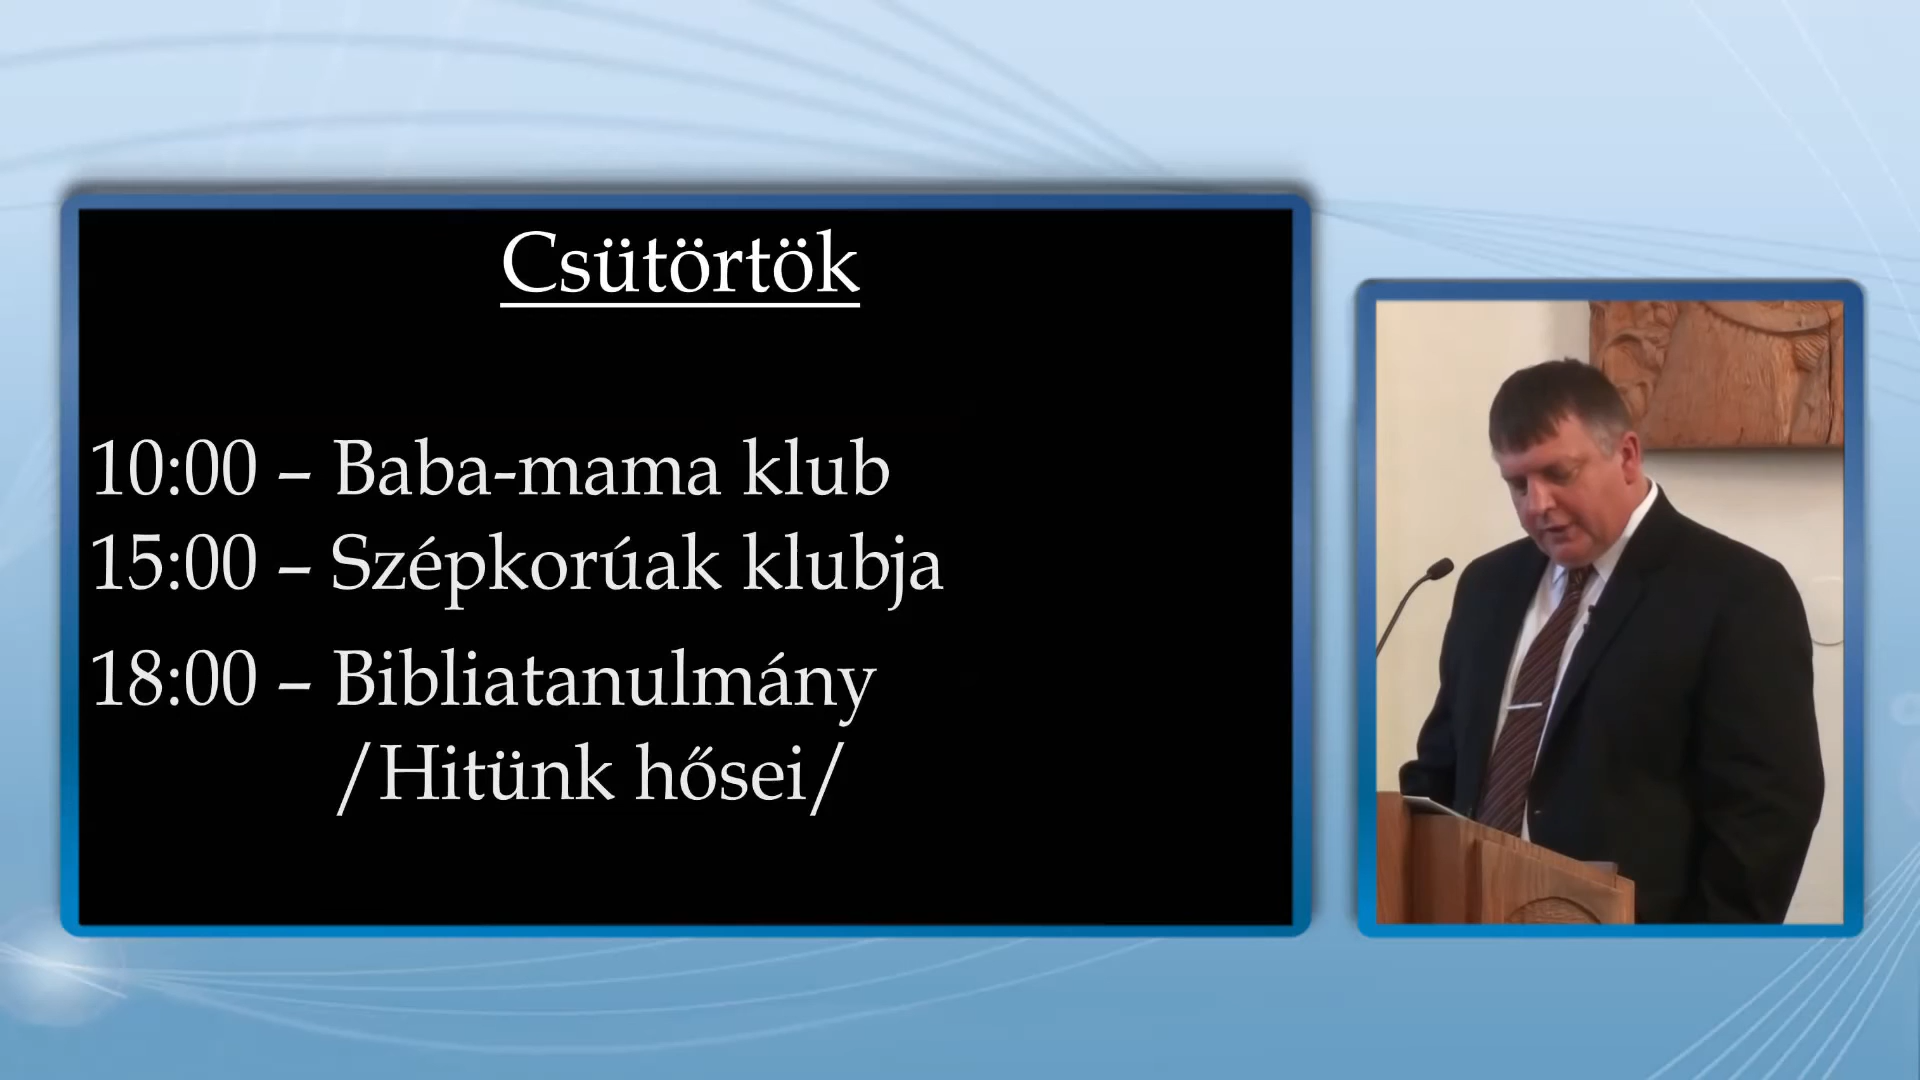 Csütörtök
10:00 – Baba-mama klub
15:00 – Szépkorúak klubja
18:00 – Bibliatanulmány
/Hitünk hősei/